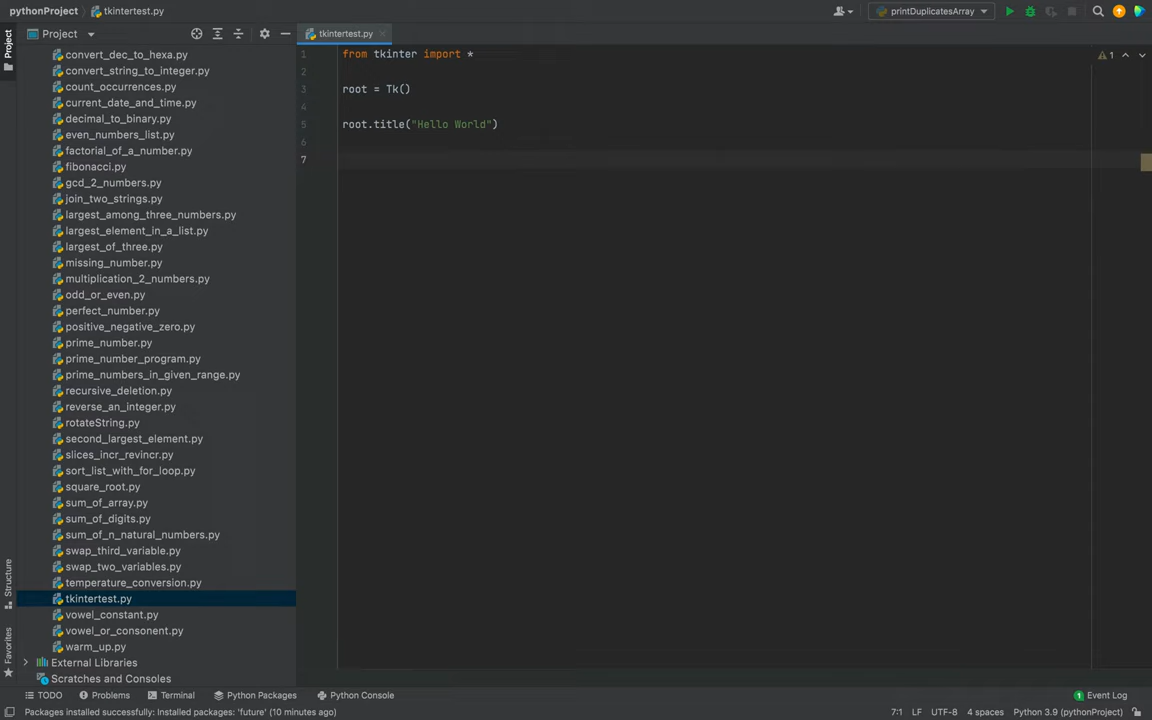 pythonProject
tkintertest.py
printDuplicatesArray
Project
Project
tkintertest.py
convert_dec_to_hexa.py
convert_string_to_integer.py
count_occurrences.py
current_date_and_time.py
decimal_to_binary.py
even_numbers_list.py
factorial_of_a_number.py
fibonacci.py
gcd_2_numbers.py
join_two_strings.py
largest_among_three_numbers.py
largest_element_in_a_list.py
largest_of_three.py
missing_number.py
multiplication_2_numbers.py
odd_or_even.py
perfect_number.py
positive_negative_zero.py
prime_number.py
prime_number_program.py
prime_numbers_in_given_range.py
recursive_deletion.py
reverse_an_integer.py
rotateString.py
second_largest_element.py
slices_incr_revincr.py
sort_list_with_for_loop.py
square_root.py
sum_of_array.py
sum_of_digits.py
sum_of_n_natural_numbers.py
swap_third_variable.py
swap_two_variables.py
temperature_conversion.py
tkintertest.py
vowel_constant.py
vowel_or_consonent.py
warm_up.py
External Libraries
Scratches and Consoles
Structure
Favorites
1 from tkinter import *
2
3 root = Tk()
4
5 root.title("Hello World")
6
7
1
TODO Problems Terminal Python Packages Python Console 1 Event Log
Packages installed successfully: Installed packages: 'future' (10 minutes ago) 7:1 LF UTF-8 4 spaces Python 3.9 (pythonProject)